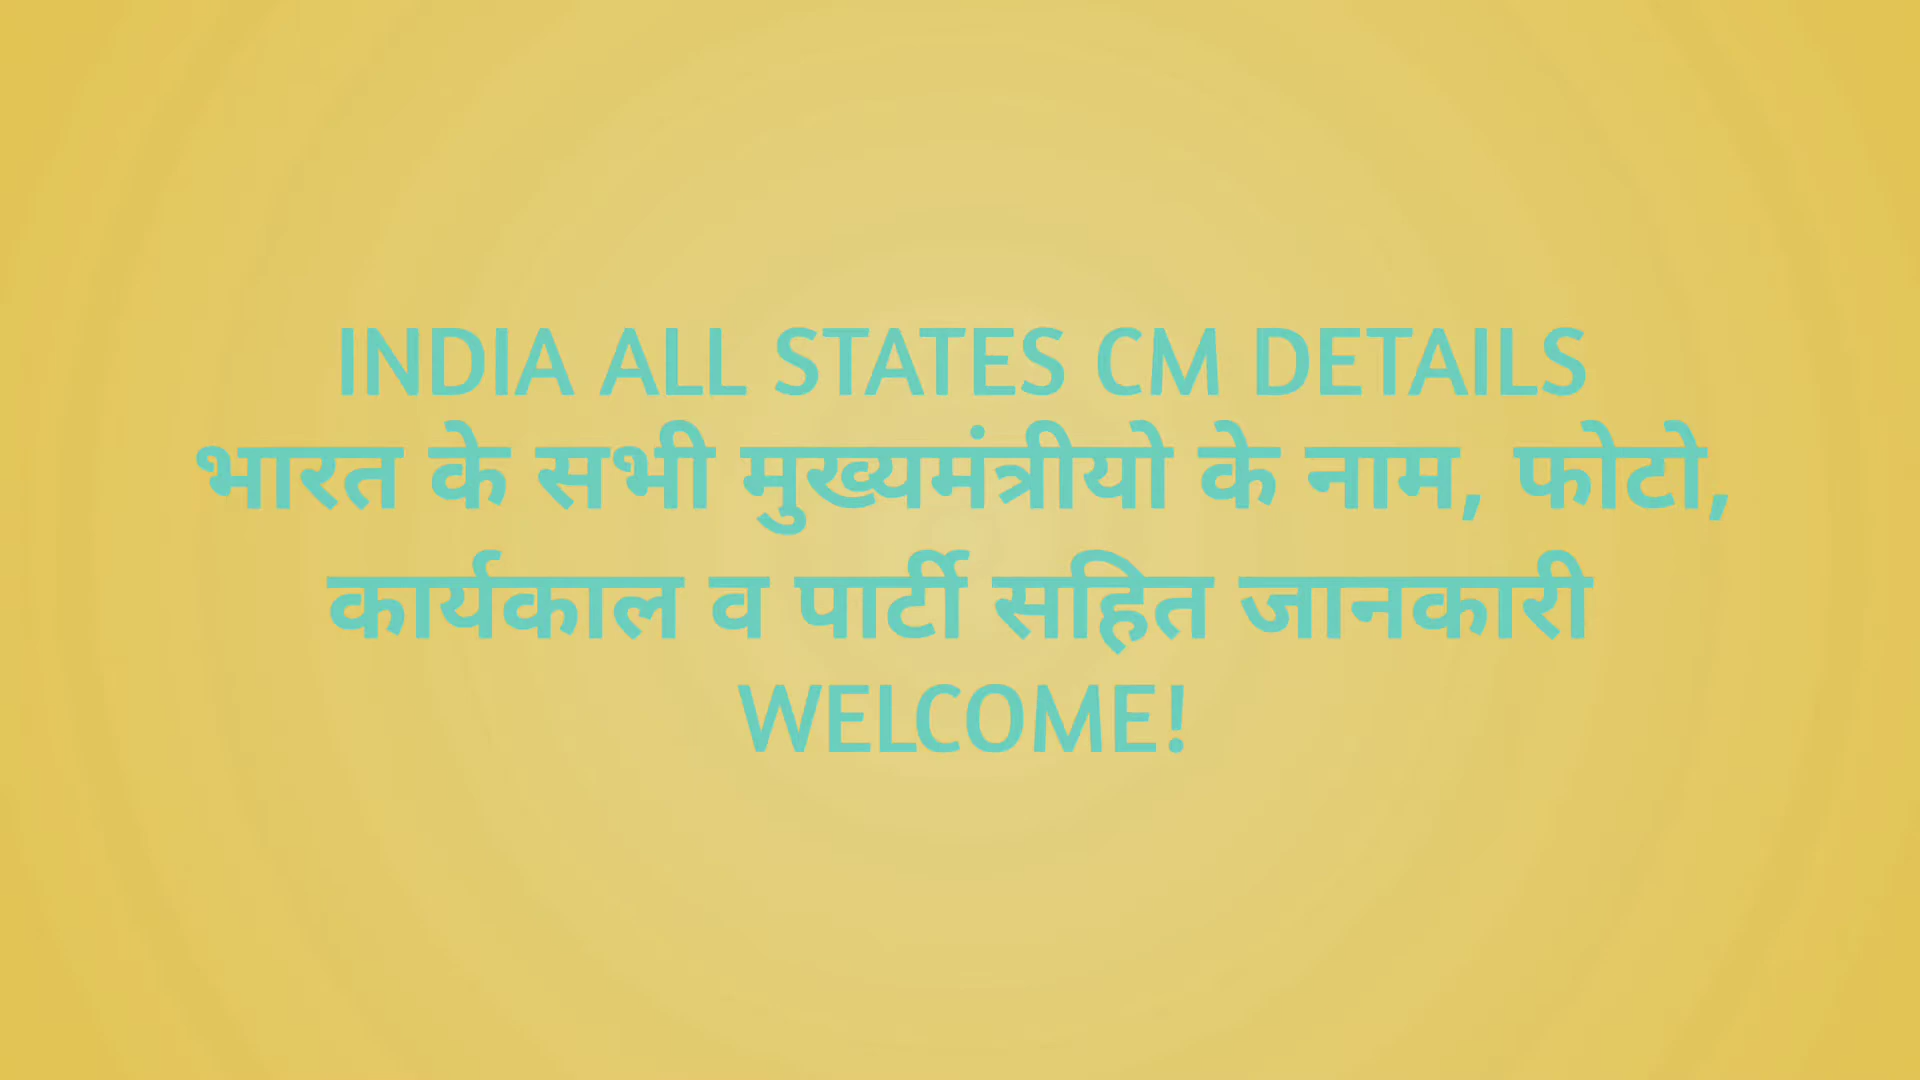 INDIA ALL STATES CM DETAILS
भारत के सभी मुख्यमंत्रीयो के नाम, फोटो,
कार्यकाल व पार्टी सहित जानकारी
WELCOME!